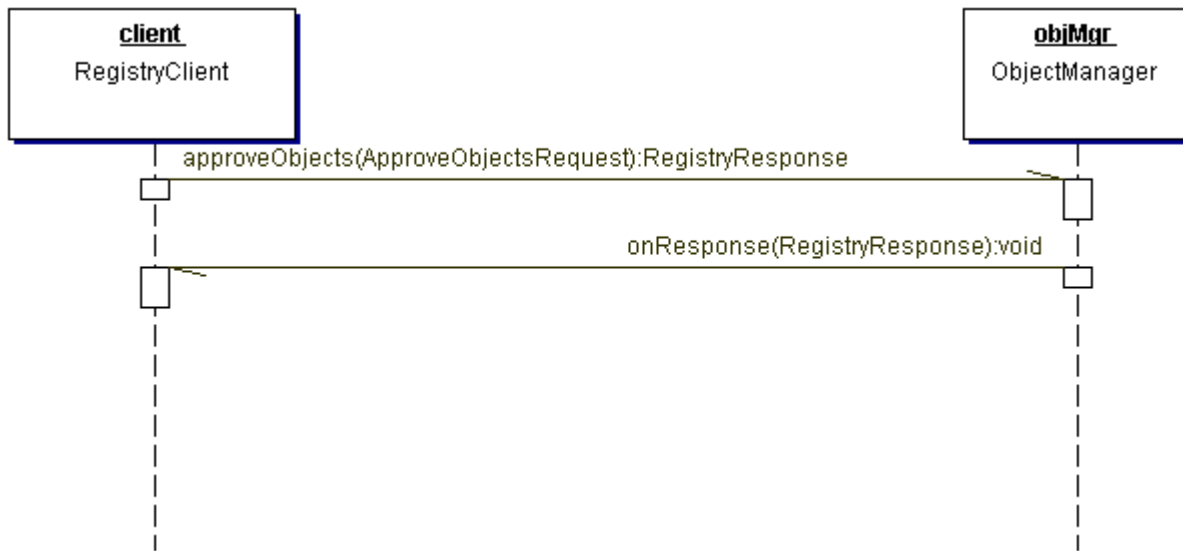 client
RegistryClient
objMgr
ObjectManager
approveObjects(ApproveObjectsRequest):RegistryResponse
onResponse(RegistryResponse):void